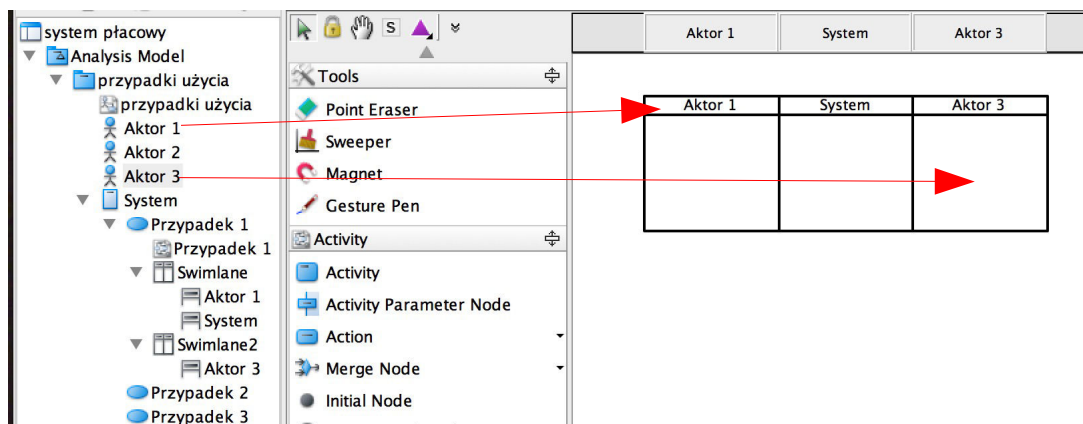 system płacowy
Analysis Model
przypadki użycia
przypadki użycia
Aktor 1
Aktor 2
Aktor 3
System
Przypadek 1
Przypadek 1
Swimlane
Aktor 1
System
Swimlane2
Aktor 3
Przypadek 2
Przypadek 3
S
Tools
Point Eraser
Sweeper
Magnet
Gesture Pen
Activity
Activity
Activity Parameter Node
Action
Merge Node
Initial Node
Aktor 1 System Aktor 3
Aktor 1 System Aktor 3